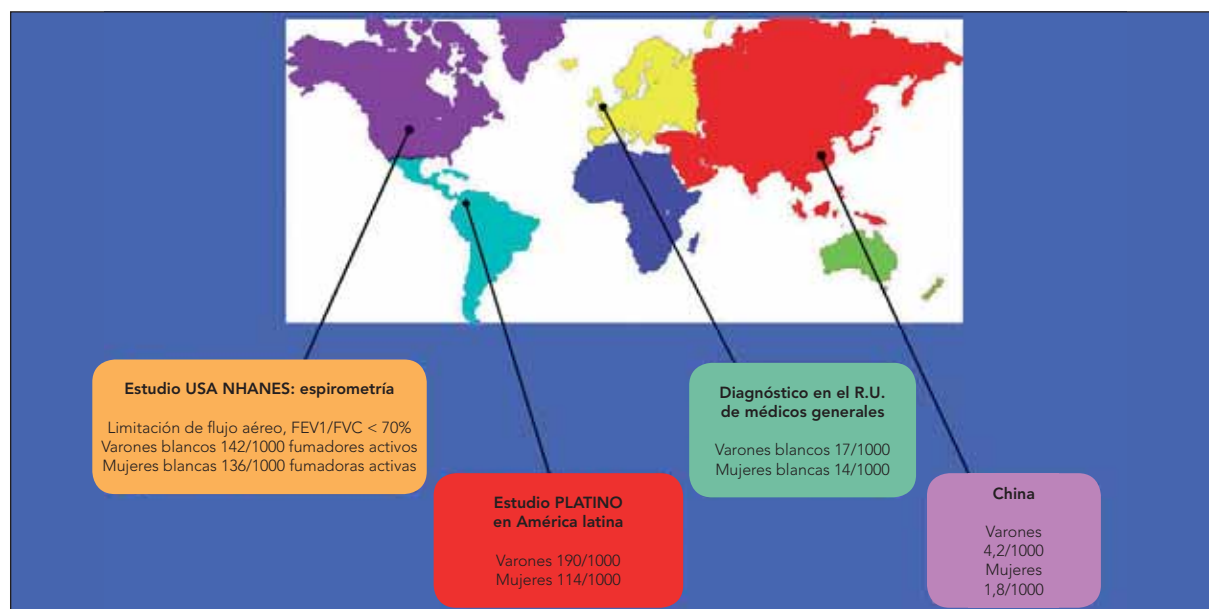 Estudio USA NHANES: espirometría
Limitación de flujo aéreo, FEV1/FVC < 70%
Varones blancos 142/1000 fumadores activos
Mujeres blancas 136/1000 fumadoras activas
Estudio PLATINO
en América latina
Varones 190/1000
Mujeres 114/1000
Diagnóstico en el R.U.
de médicos generales
Varones blancos 17/1000
Mujeres blancas 14/1000
China
Varones
4,2/1000
Mujeres
1,8/1000